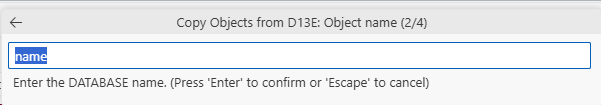 Copy Objects from D13E: Object name (2/4)
name
Enter the DATABASE name. (Press 'Enter' to confirm or 'Escape' to cancel)